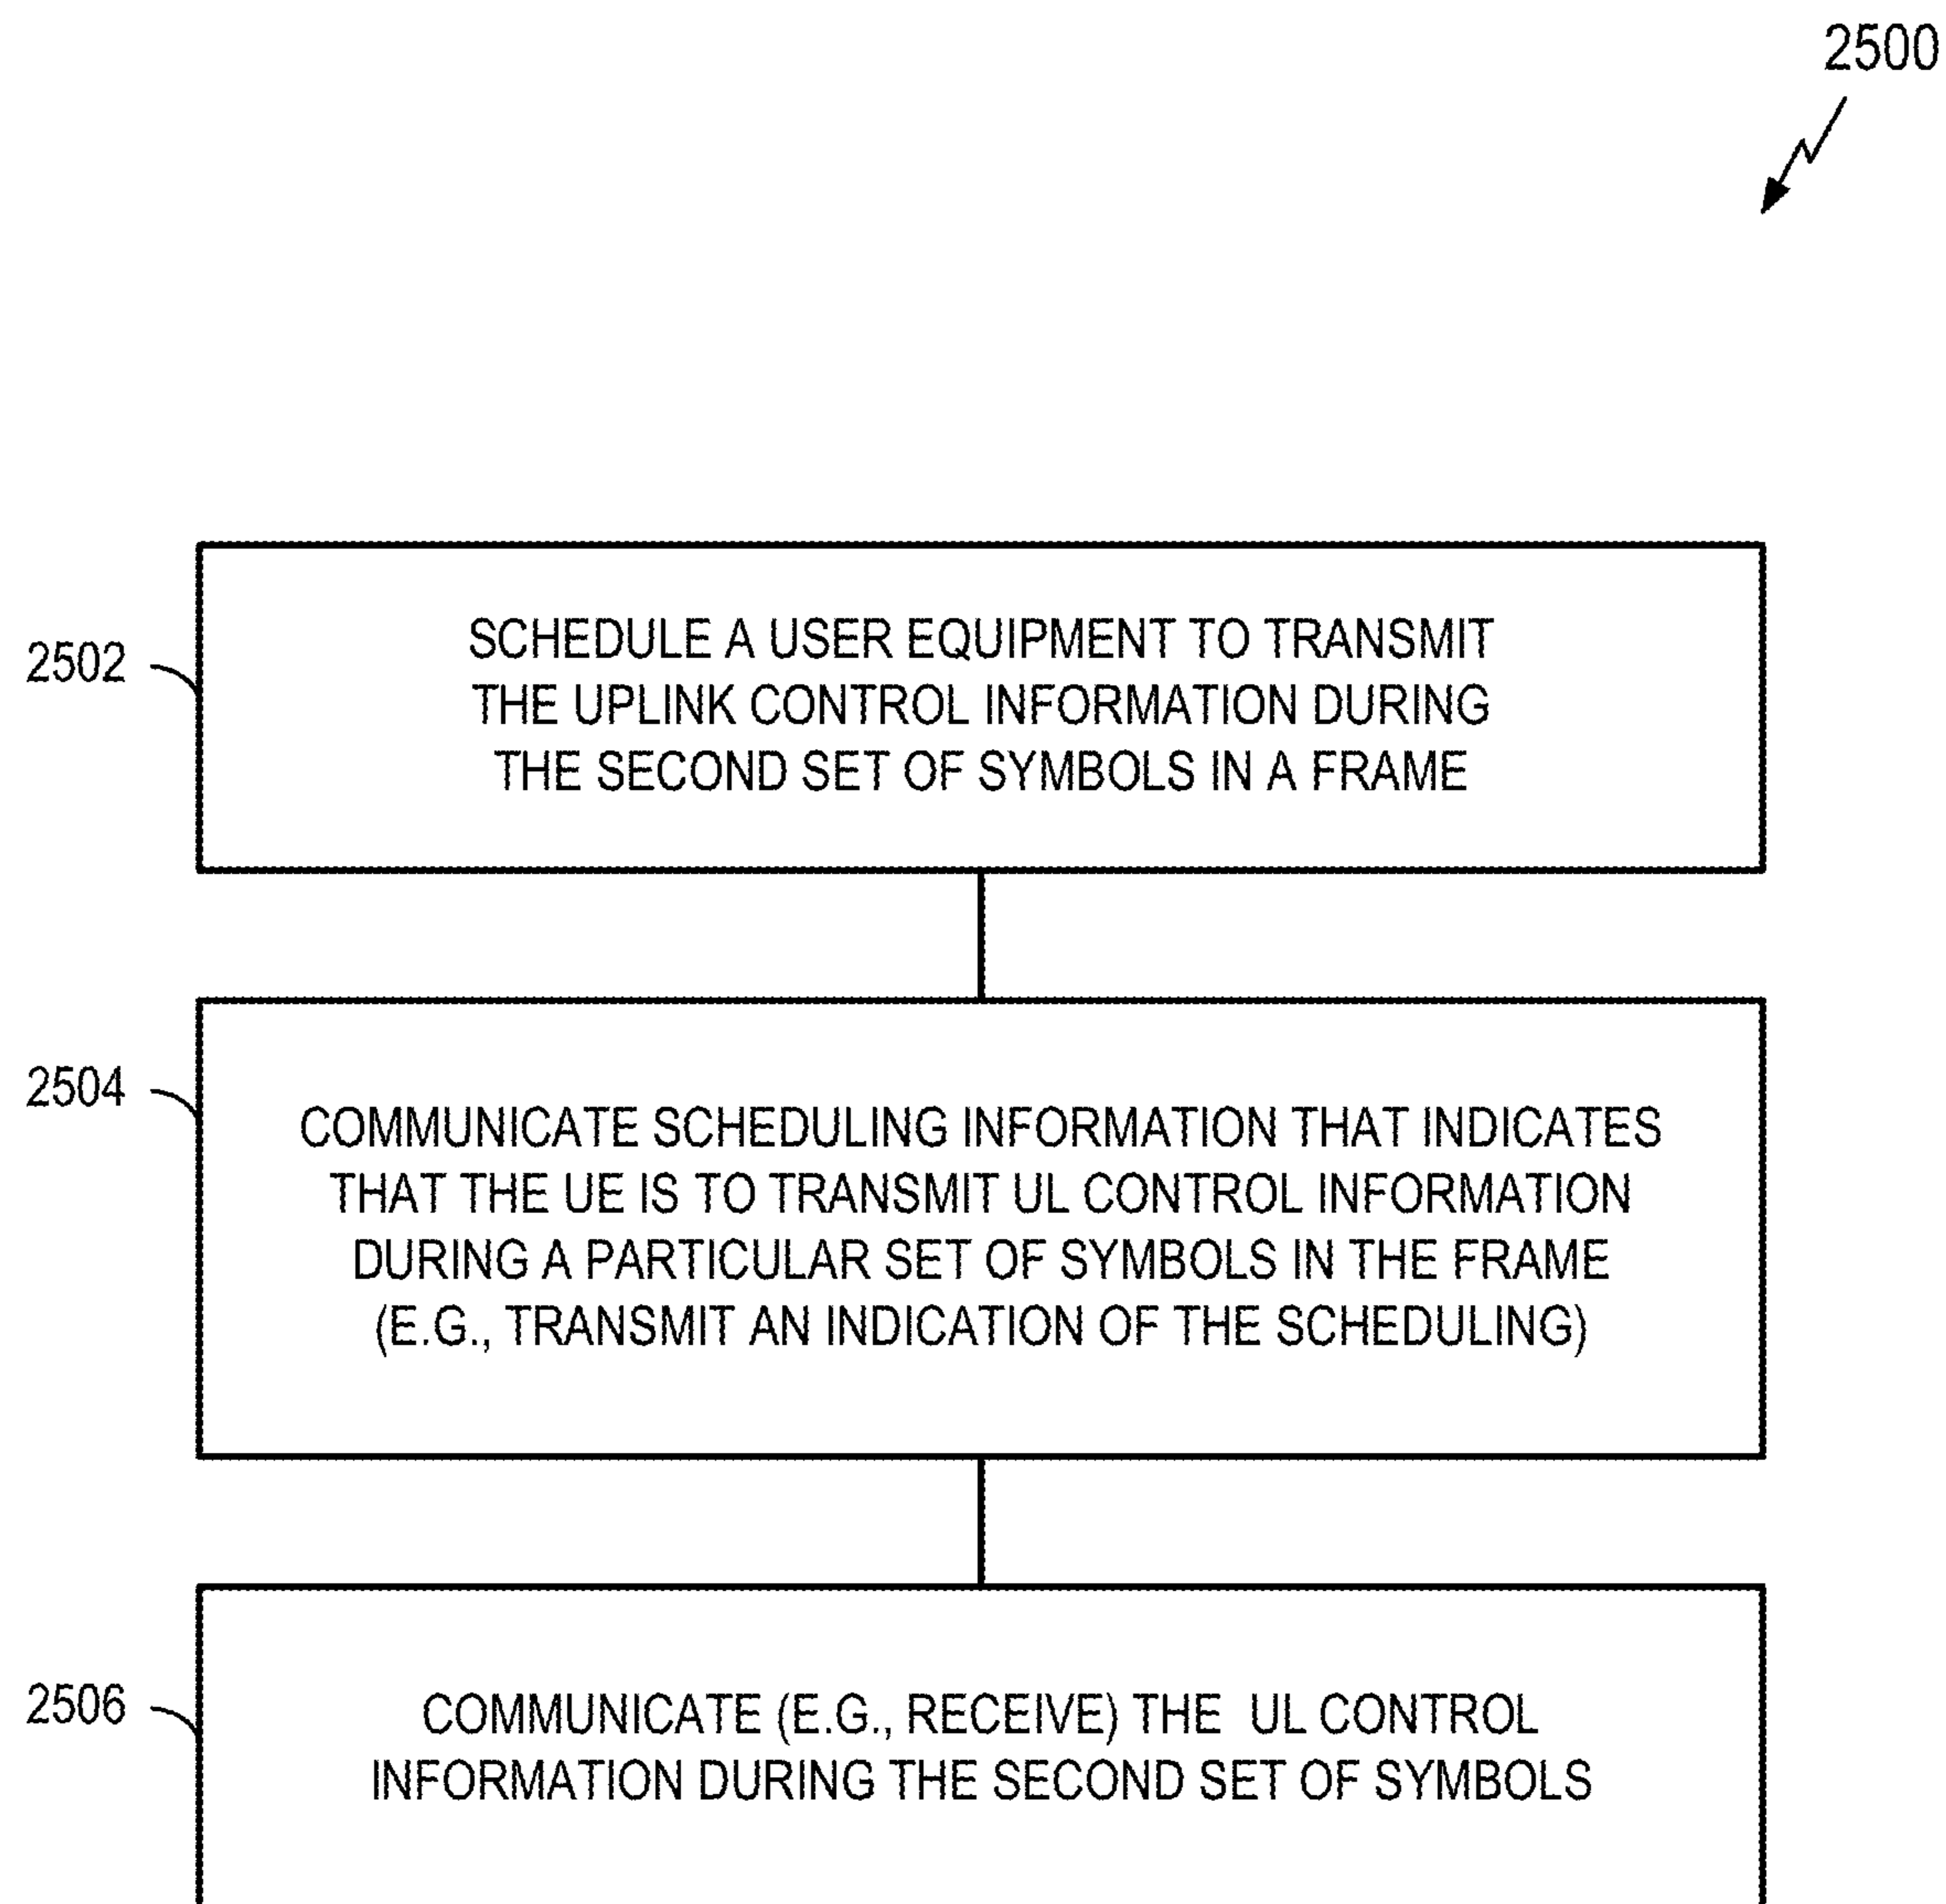 2500
2502
SCHEDULE A USER EQUIPMENT TO TRANSMIT
THE UPLINK CONTROL INFORMATION DURING
THE SECOND SET OF SYMBOLS IN A FRAME
2504
COMMUNICATE SCHEDULING INFORMATION THAT INDICATES
THAT THE UE IS TO TRANSMIT UL CONTROL INFORMATION
DURING A PARTICULAR SET OF SYMBOLS IN THE FRAME
(E.G., TRANSMIT AN INDICATION OF THE SCHEDULING)
2506
COMMUNICATE (E.G., RECEIVE) THE UL CONTROL
INFORMATION DURING THE SECOND SET OF SYMBOLS